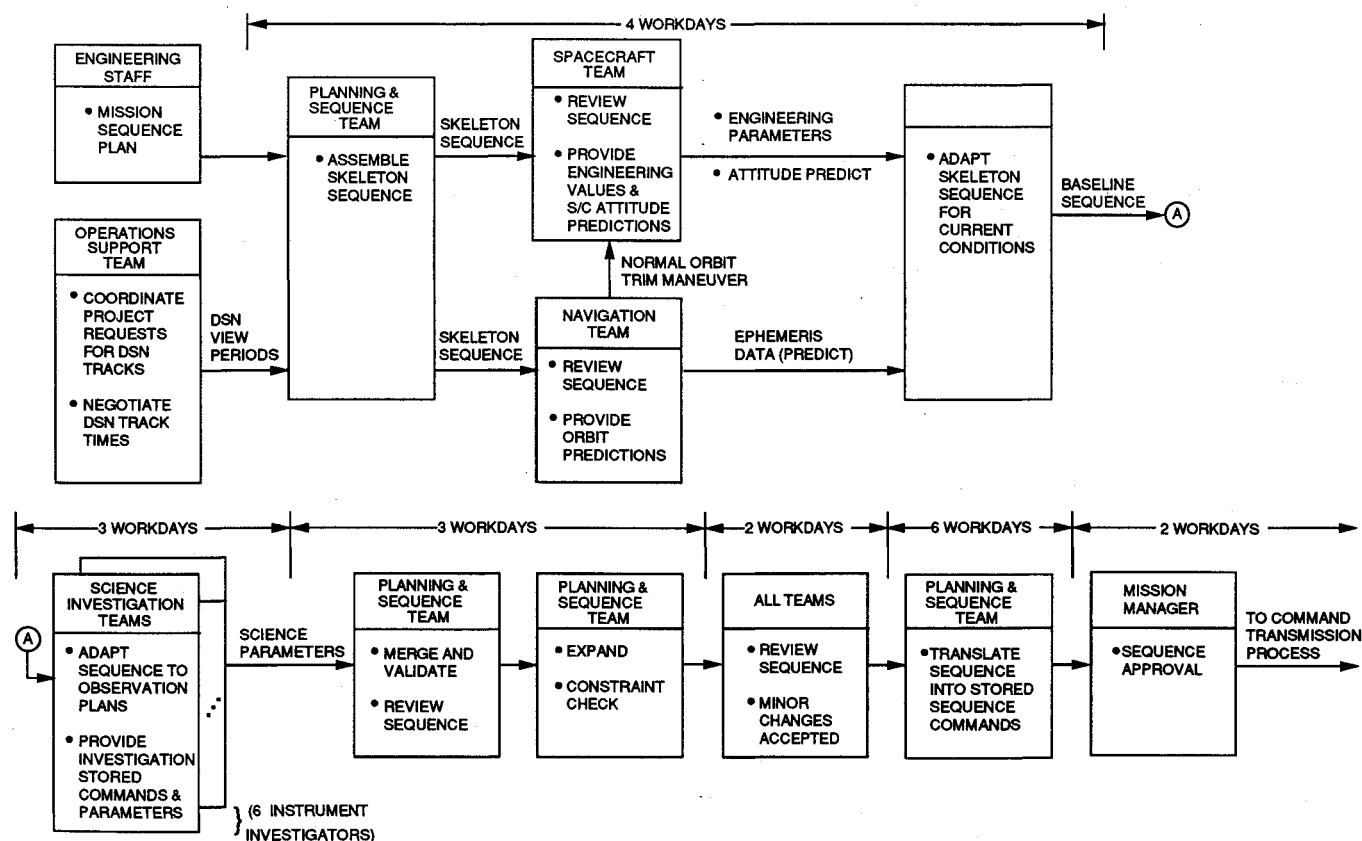 4 WORKDAYS
ENGINEERING
STAFF
• MISSION
SEQUENCE
PLAN
OPERATIONS
SUPPORT
TEAM
• COORDINATE
PROJECT
REQUESTS
FOR DSN
TRACKS
• NEGOTIATE
DSN TRACK
TIMES
DSN
VIEW
PERIODS
PLANNING &
SEQUENCE
TEAM
• ASSEMBLE
SKELETON
SEQUENCE
SKELETON
SEQUENCE
SKELETON
SEQUENCE
SPACECRAFT
TEAM
• REVIEW
SEQUENCE
• PROVIDE
ENGINEERING
VALUES &
S/C ATTITUDE
PREDICTIONS
NORMAL ORBIT
TRIM MANEUVER
NAVIGATION
TEAM
• REVIEW
SEQUENCE
• PROVIDE
ORBIT
PREDICTIONS
• ENGINEERING
PARAMETERS
• ATTITUDE PREDICT
EPHEMERIS
DATA (PREDICT)
• ADAPT
SKELETON
SEQUENCE
FOR
CURRENT
CONDITIONS
BASELINE
SEQUENCE
A
3 WORKDAYS
3 WORKDAYS
2 WORKDAYS
6 WORKDAYS
2 WORKDAYS
A
SCIENCE
INVESTIGATION
TEAMS
• ADAPT
SEQUENCE TO
OBSERVATION
PLANS
• PROVIDE
INVESTIGATION
STORED
COMMANDS &
PARAMETERS
(6 INSTRUMENT
INVESTIGATORS)
SCIENCE
PARAMETERS
PLANNING &
SEQUENCE
TEAM
• MERGE AND
VALIDATE
• REVIEW
SEQUENCE
PLANNING &
SEQUENCE
TEAM
• EXPAND
• CONSTRAINT
CHECK
ALL TEAMS
• REVIEW
SEQUENCE
• MINOR
CHANGES
ACCEPTED
PLANNING &
SEQUENCE
TEAM
• TRANSLATE
SEQUENCE
INTO STORED
SEQUENCE
COMMANDS
MISSION
MANAGER
• SEQUENCE
APPROVAL
TO COMMAND
TRANSMISSION
PROCESS